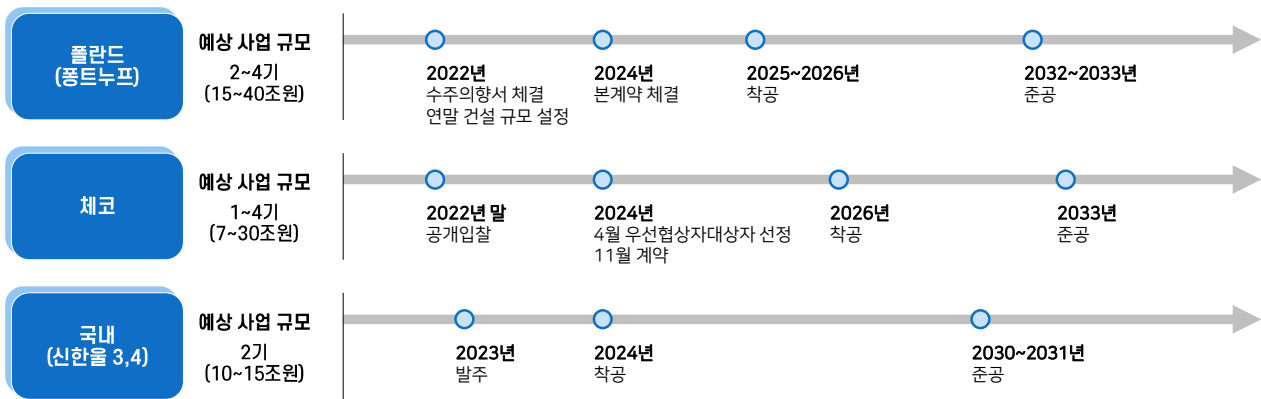 폴란드
(퐁트누프)
예상 사업 규모
2~4기
(15~40조원)
2022년
수주의향서 체결
연말 건설 규모 설정
2024년
본계약 체결
2025~2026년
착공
2032~2033년
준공
체코
예상 사업 규모
1~4기
(7~30조원)
2022년 말
공개입찰
2024년
4월 우선협상자대상자 선정
11월 계약
2026년
착공
2033년
준공
국내
(신한울 3,4)
예상 사업 규모
2기
(10~15조원)
2023년
발주
2024년
착공
2030~2031년
준공